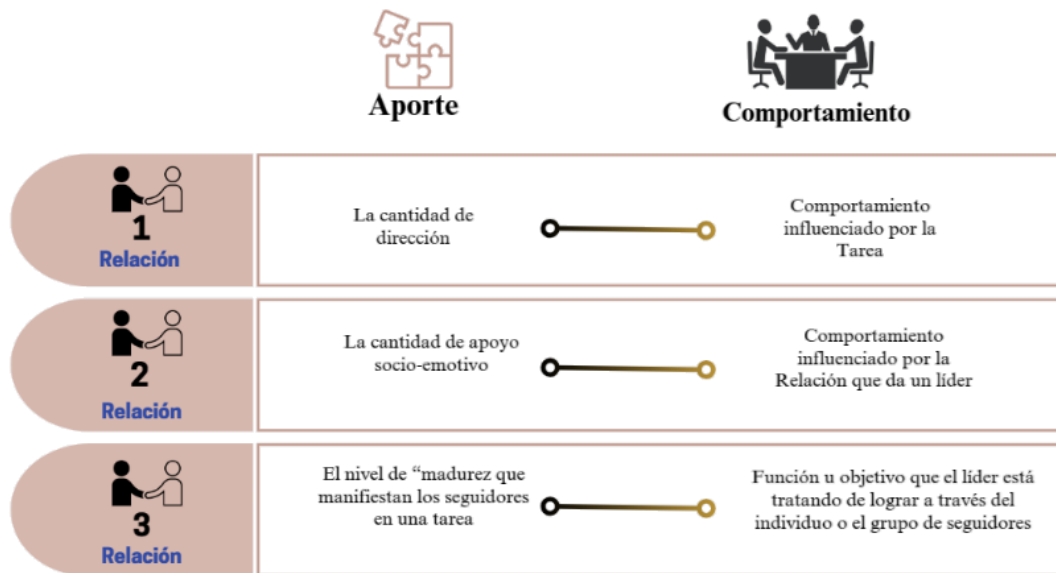 Aporte
Comportamiento
1
Relación
La cantidad de
dirección
Comportamiento
influenciado por la
Tarea
2
Relación
La cantidad de apoyo
socio-emotivo
Comportamiento
influenciado por la
Relación que da un líder
3
Relación
El nivel de “madurez que
manifiestan los seguidores
en una tarea
Función u objetivo que el líder está
tratando de lograr a través del
individuo o el grupo de seguidores